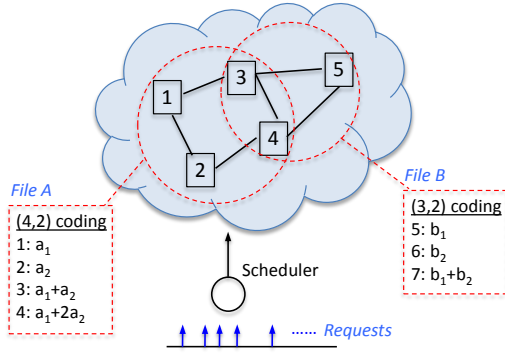 1
3
5
2
4
File A
(4,2) coding
1: a₁
2: a₂
3: a₁+a₂
4: a₁+2a₂
File B
(3,2) coding
5: b₁
6: b₂
7: b₁+b₂
Scheduler
...... Requests